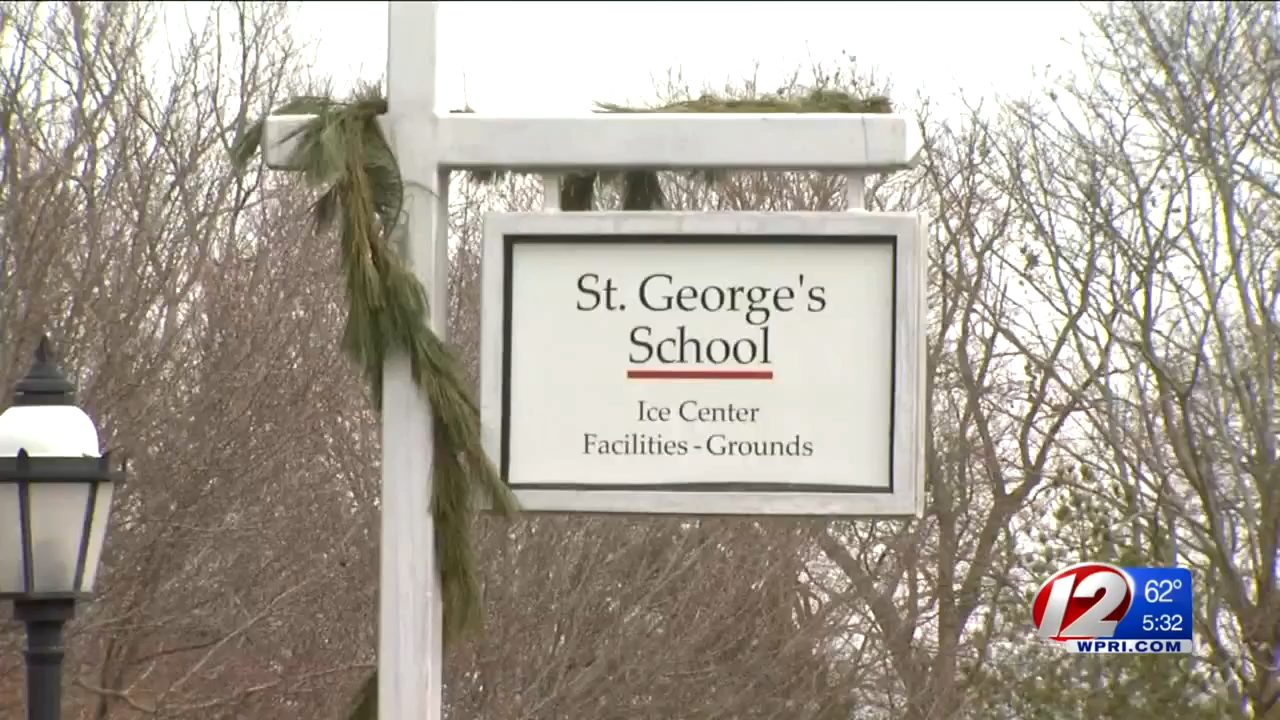 St. George's
School
Ice Center
Facilities - Grounds
12
62°
5:32
WPRI.COM